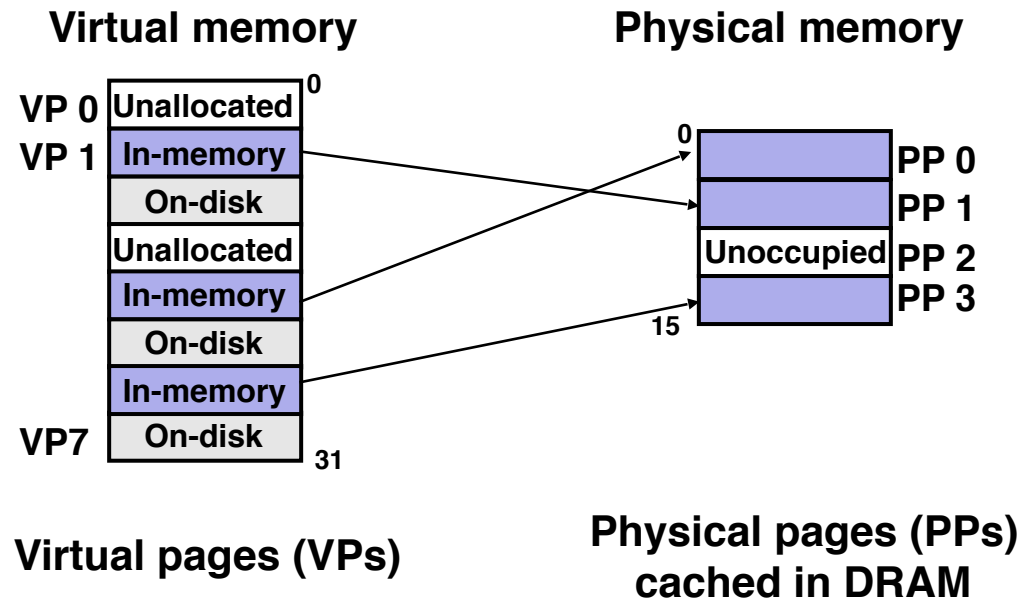 Virtual memory
Physical memory
0
VP 0
Unallocated
VP 1
In-memory
On-disk
Unallocated
In-memory
On-disk
In-memory
VP7
On-disk
31
0
PP 0
PP 1
Unoccupied
PP 2
PP 3
15
Virtual pages (VPs)
Physical pages (PPs)
cached in DRAM